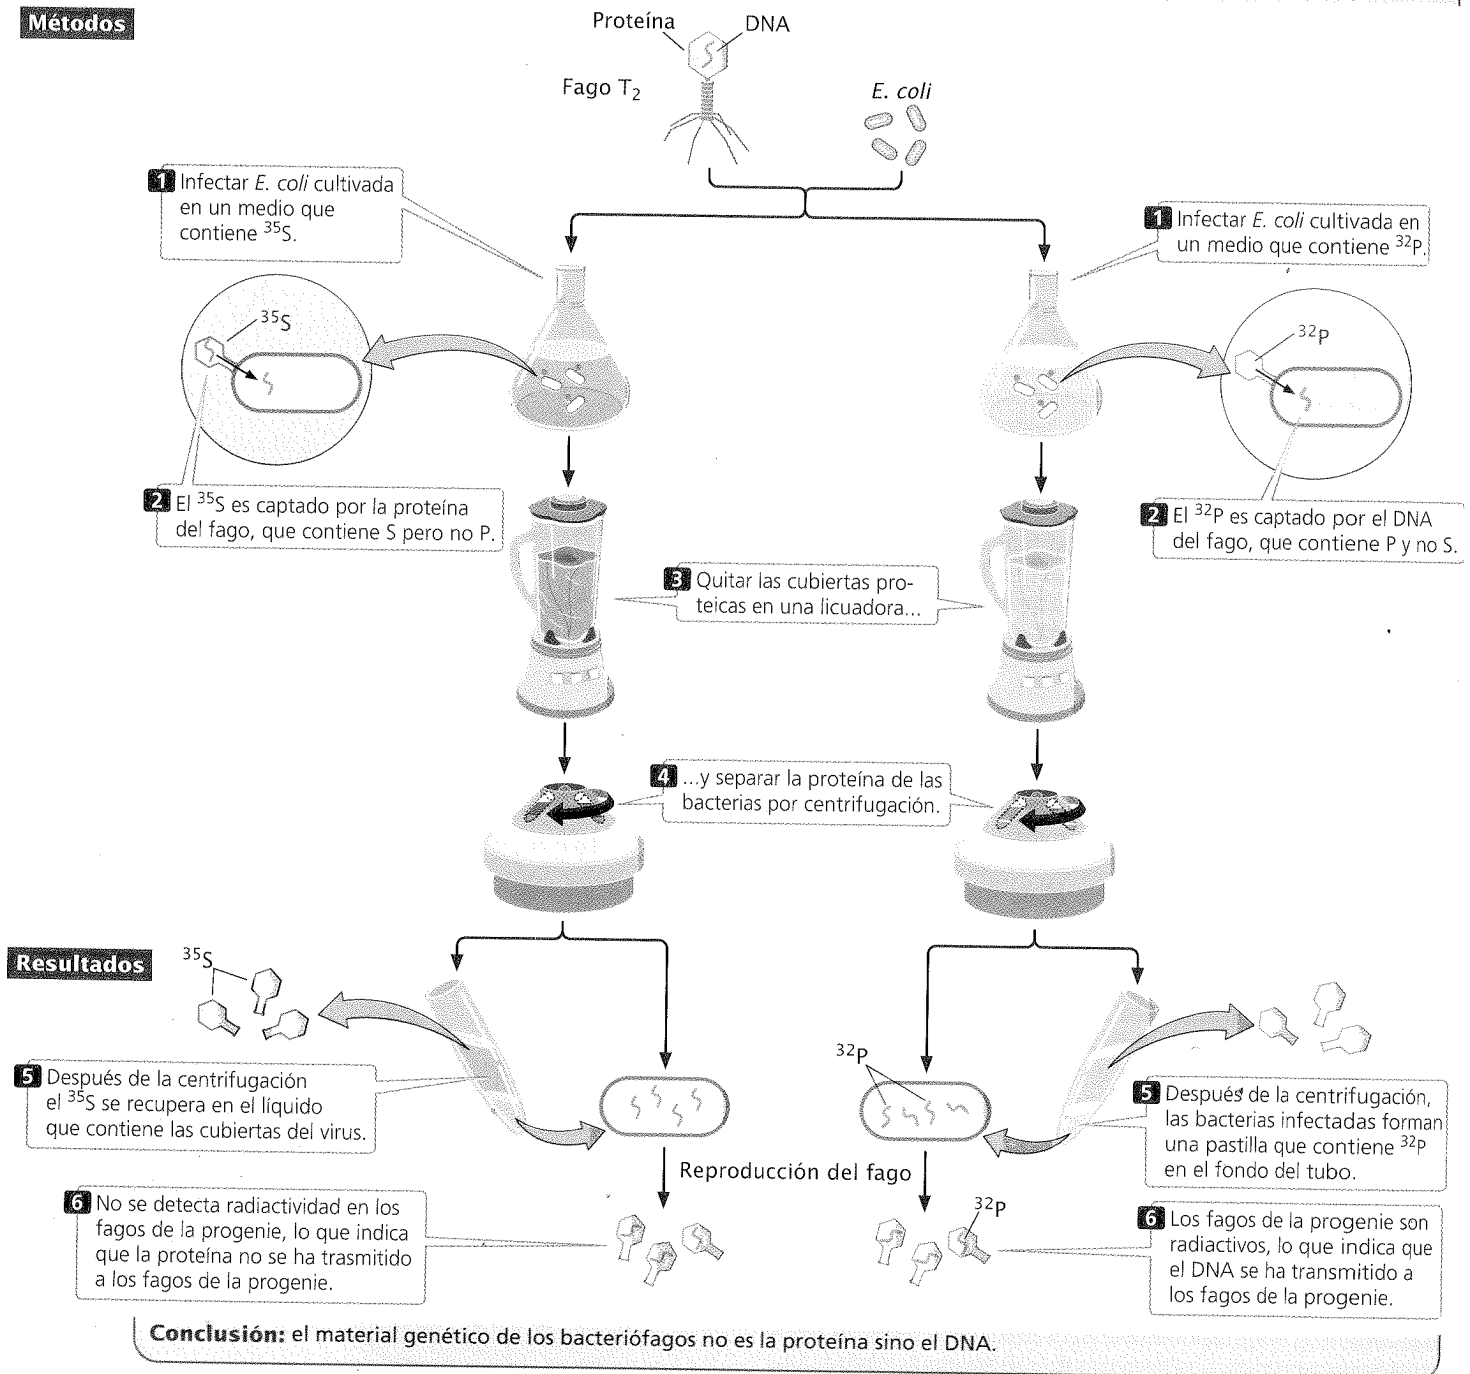 Métodos
Proteína
DNA
Fago T₂
E. coli
1 Infectar E. coli cultivada
en un medio que
contiene ³⁵S.
1 Infectar E. coli cultivada en
un medio que contiene ³²P.
³⁵S
³²P
2 El ³⁵S es captado por la proteína
del fago, que contiene S pero no P.
2 El ³²P es captado por el DNA
del fago, que contiene P y no S.
3 Quitar las cubiertas pro-
teicas en una licuadora...
4 ...y separar la proteína de las
bacterias por centrifugación.
Resultados
³⁵S
³²P
5 Después de la centrifugación
el ³⁵S se recupera en el líquido
que contiene las cubiertas del virus.
5 Después de la centrifugación,
las bacterias infectadas forman
una pastilla que contiene ³²P
en el fondo del tubo.
Reproducción del fago
6 No se detecta radiactividad en los
fagos de la progenie, lo que indica
que la proteína no se ha trasmitido
a los fagos de la progenie.
³²P
6 Los fagos de la progenie son
radiactivos, lo que indica que
el DNA se ha transmitido a
los fagos de la progenie.
Conclusión: el material genético de los bacteriófagos no es la proteína sino el DNA.